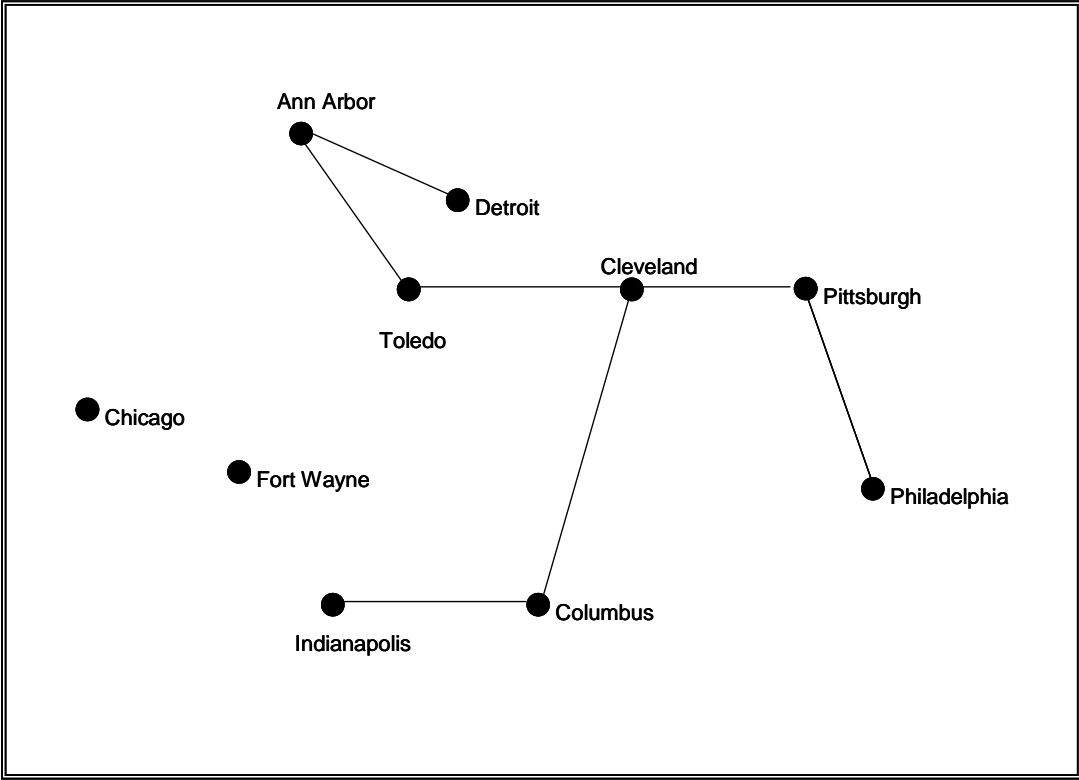 Ann Arbor
Detroit
Cleveland
Pittsburgh
Toledo
Chicago
Fort Wayne
Philadelphia
Columbus
Indianapolis